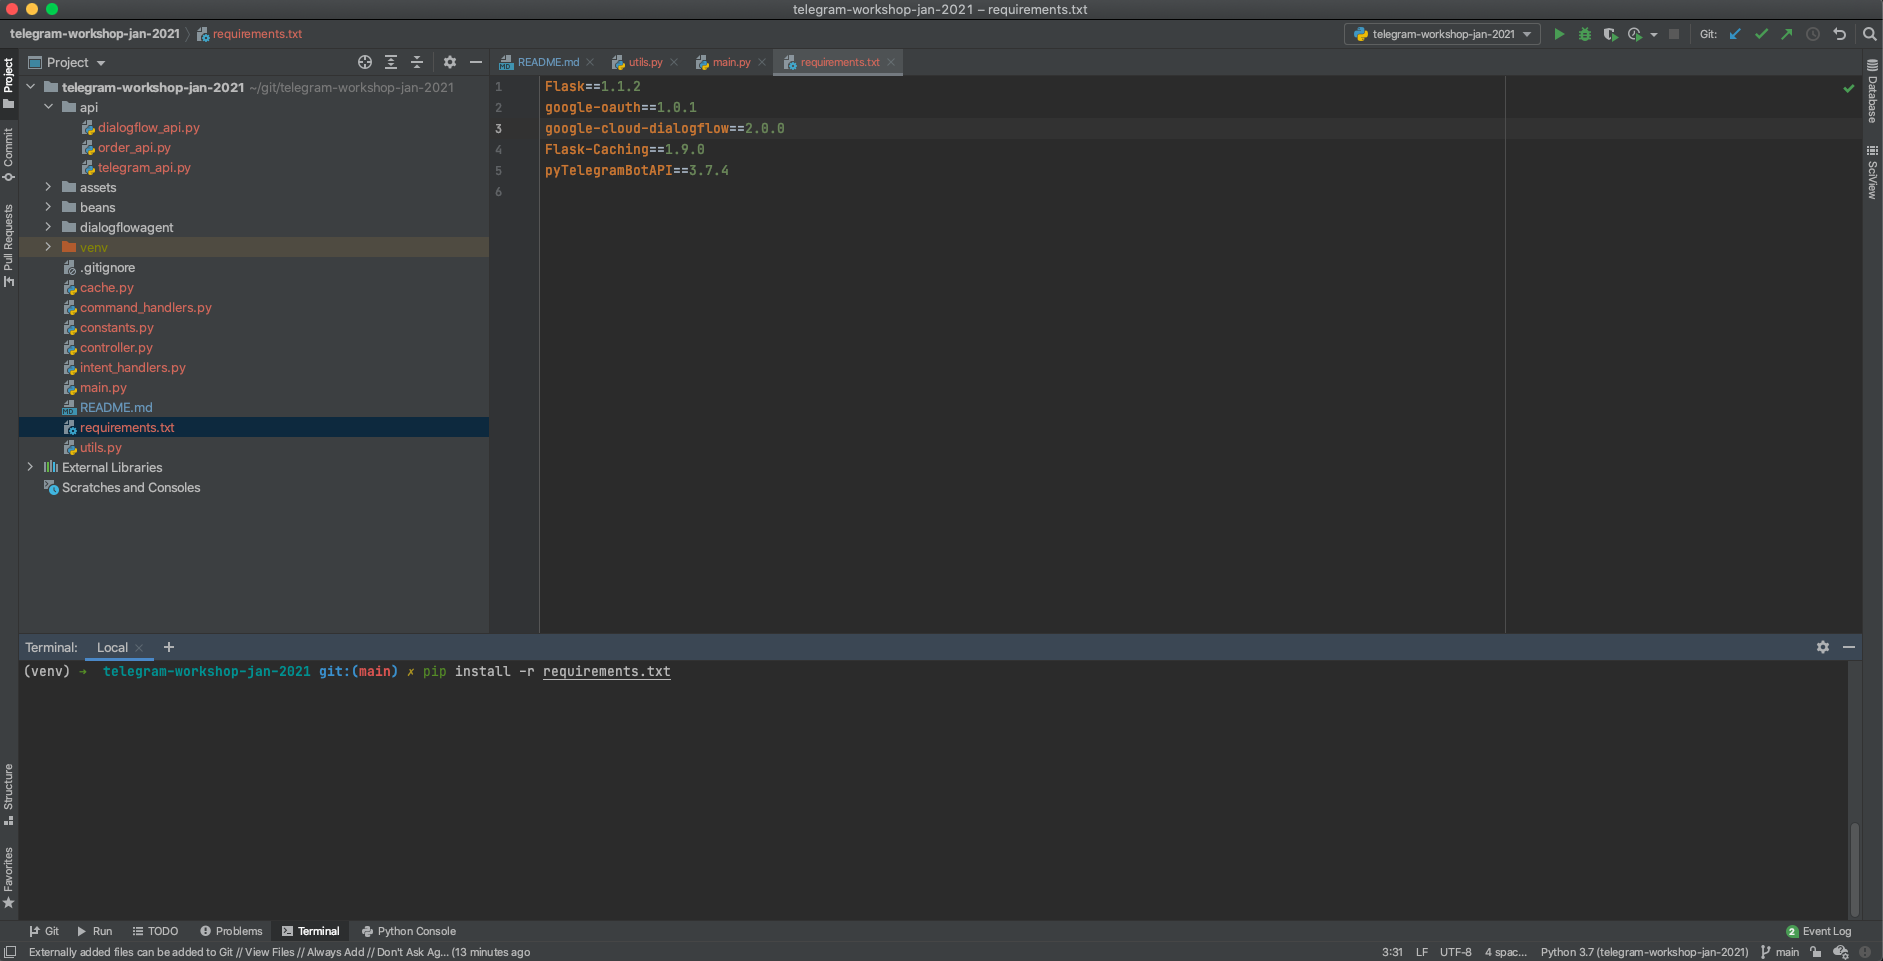 telegram-workshop-jan-2021 – requirements.txt
telegram-workshop-jan-2021 requirements.txt
telegram-workshop-jan-2021 Git:
Project
README.md utils.py main.py requirements.txt
Project
Commit
Pull Requests
Structure
Favorites
telegram-workshop-jan-2021 ~/git/telegram-workshop-jan-2021
api
dialogflow_api.py
order_api.py
telegram_api.py
assets
beans
dialogflowagent
venv
.gitignore
cache.py
command_handlers.py
constants.py
controller.py
intent_handlers.py
main.py
README.md
requirements.txt
utils.py
External Libraries
Scratches and Consoles
1 Flask==1.1.2
2 google-oauth==1.0.1
3 google-cloud-dialogflow==2.0.0
4 Flask-Caching==1.9.0
5 pyTelegramBotAPI==3.7.4
6
Database
SciView
Terminal: Local
(venv) → telegram-workshop-jan-2021 git:(main) ✗ pip install -r requirements.txt
Git Run TODO Problems Terminal Python Console 2 Event Log
Externally added files can be added to Git // View Files // Always Add // Don't Ask Ag... (13 minutes ago 3:31 LF UTF-8 4 spac... Python 3.7 (telegram-workshop-jan-2021) main